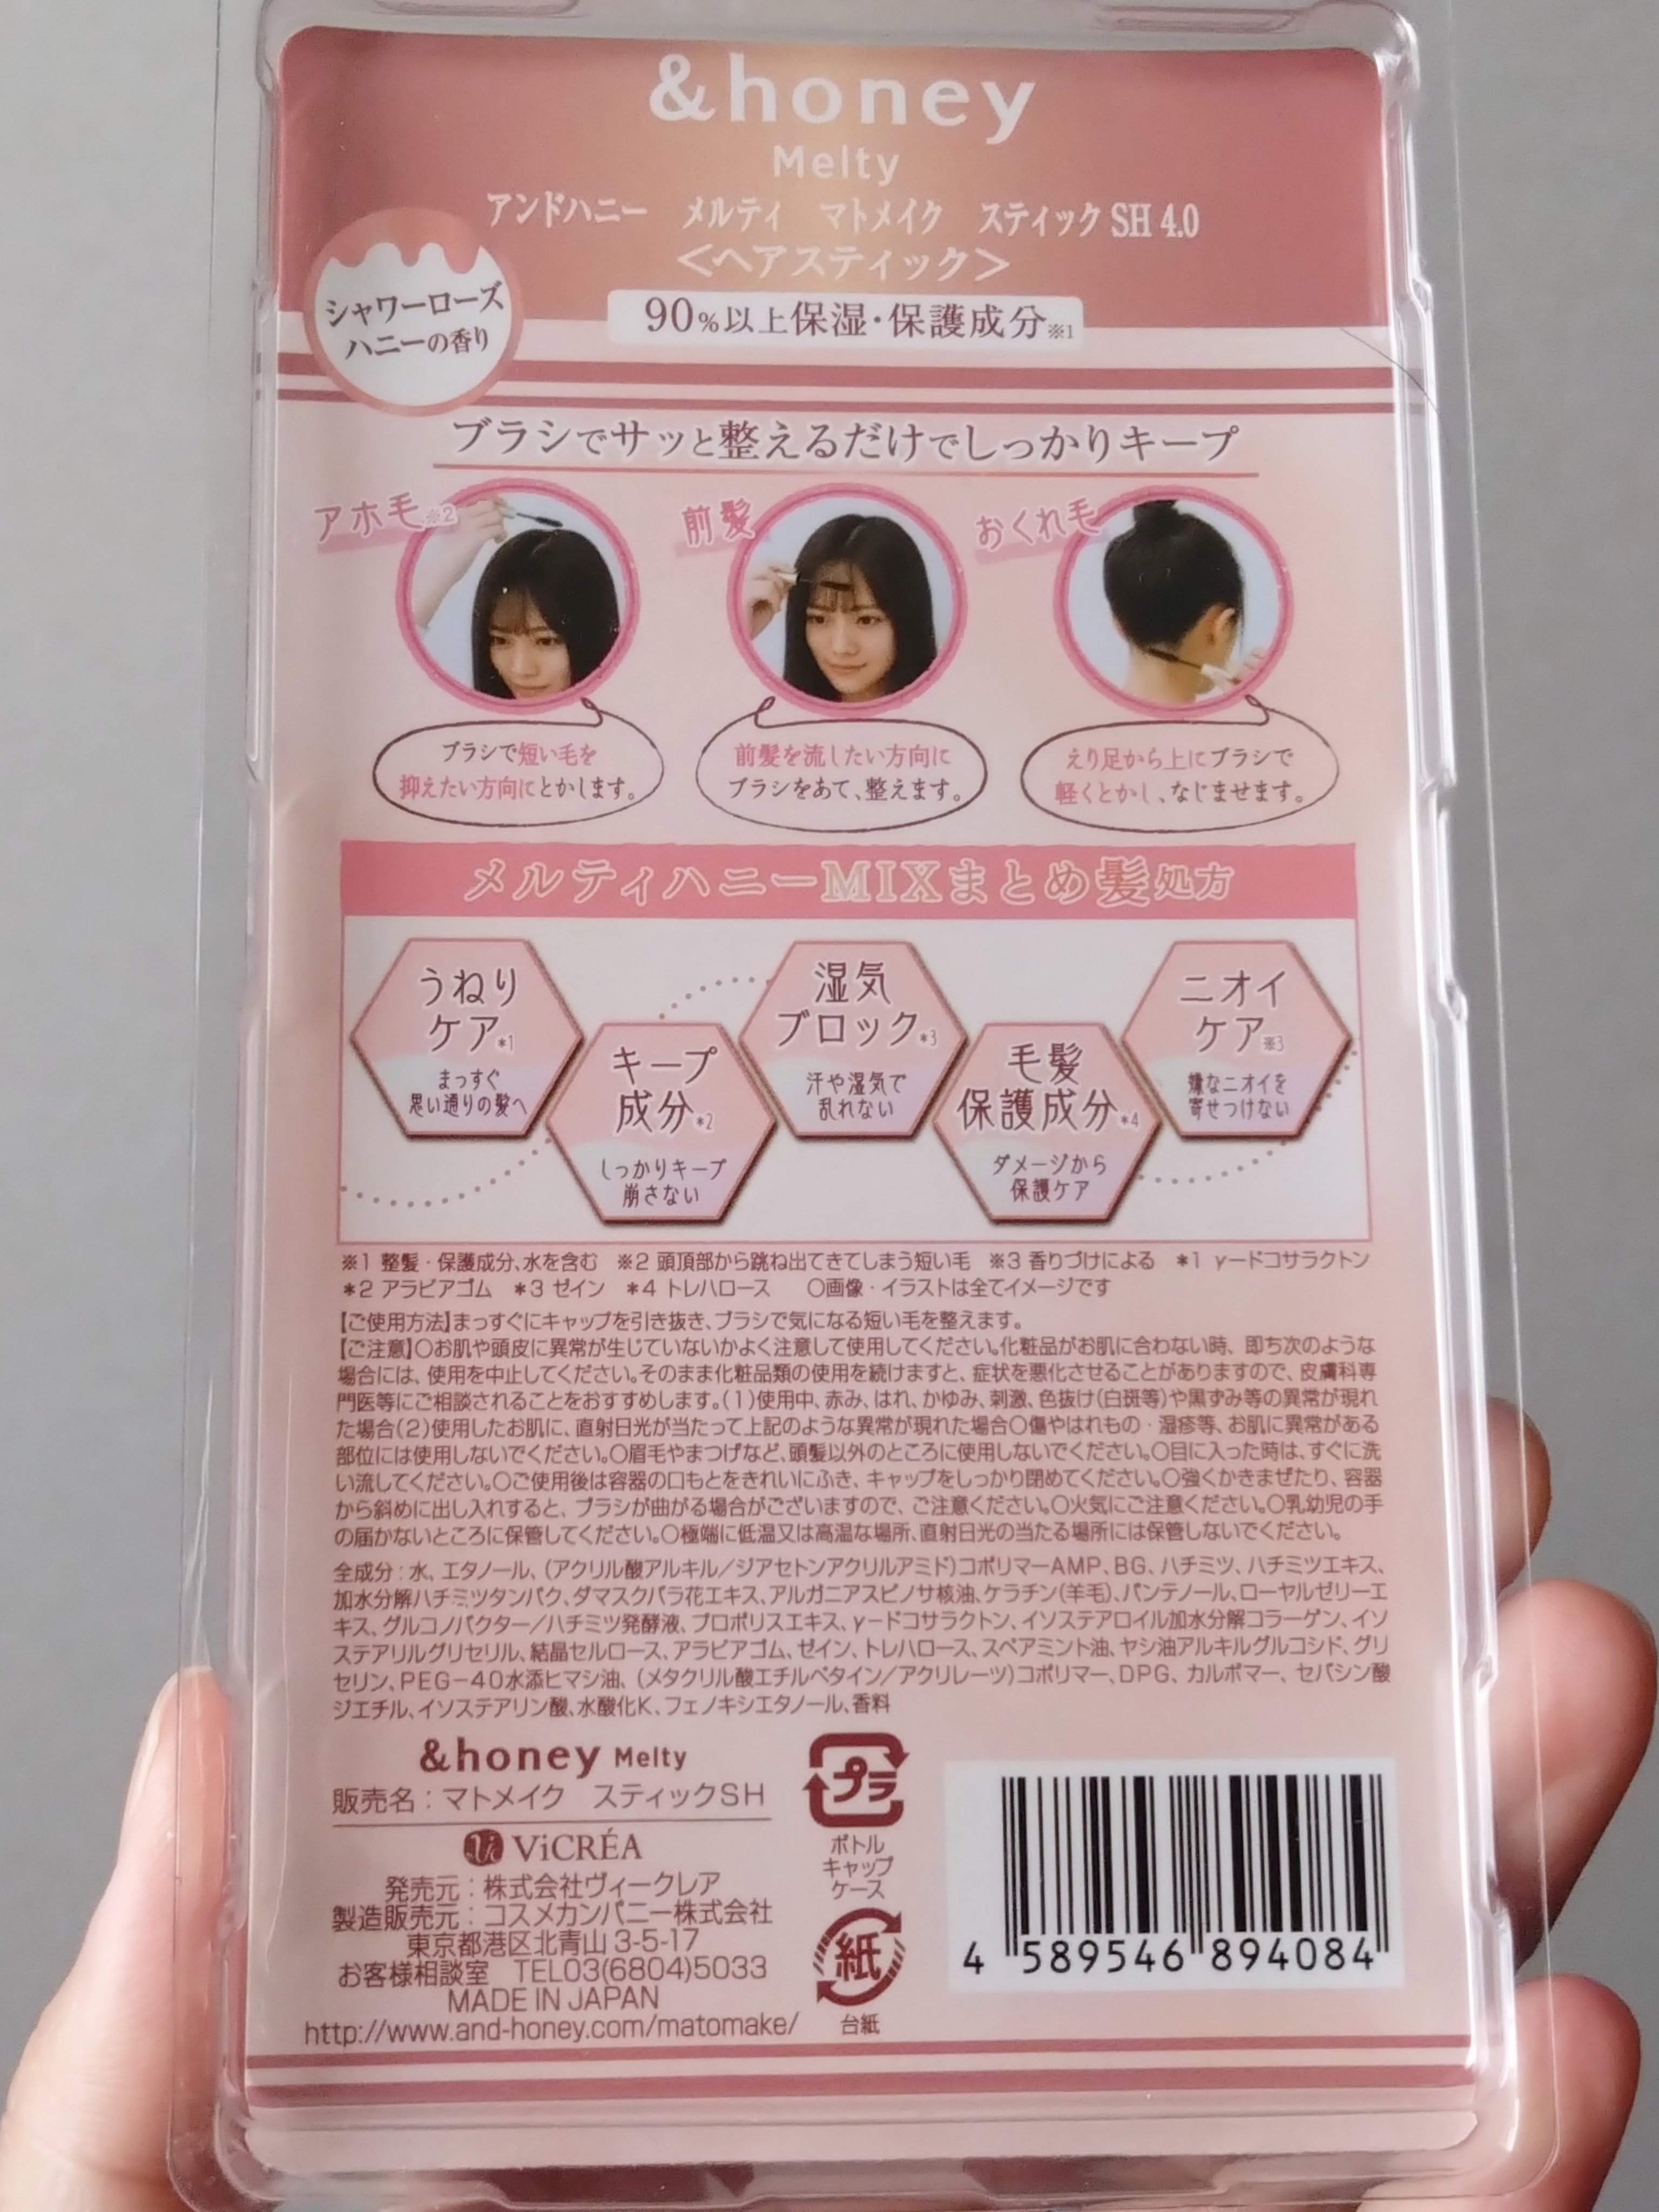 &honey
Melty
アンドハニー メルティ マトメイク スティック SH 4.0
＜ヘアスティック＞
シャワーローズ
ハニーの香り
90%以上保湿・保護成分※1
ブラシでサッと整えるだけでしっかりキープ
アホ毛※2
前髪
おくれ毛
ブラシで短い毛を
抑えたい方向にとかします。
前髪を流したい方向に
ブラシをあて、整えます。
えり足から上にブラシで
軽くとかし、なじませます。
メルティハニーMIXまとめ髪処方
うねり
ケア*1
まっすぐ
思い通りの髪へ
キープ
成分*2
しっかりキープ
崩さない
湿気
ブロック*3
汗や湿気で
乱れない
毛髪
保護成分*4
ダメージから
保護ケア
ニオイ
ケア※3
嫌なニオイを
寄せつけない
※1 整髪・保護成分、水を含む ※2 頭頂部から跳ね出てきてしまう短い毛 ※3 香りづけによる *1 γードコサラクトン
*2 アラビアゴム *3 ゼイン *4 トレハロース ○画像・イラストは全てイメージです
【ご使用方法】まっすぐにキャップを引き抜き、ブラシで気になる短い毛を整えます。
【ご注意】○お肌や頭皮に異常が生じていないかよく注意して使用してください。化粧品がお肌に合わない時、即ち次のような
場合には、使用を中止してください。そのまま化粧品類の使用を続けますと、症状を悪化させることがありますので、皮膚科専
門医等にご相談されることをおすすめします。(1)使用中、赤み、はれ、かゆみ、刺激、色抜け(白斑等)や黒ずみ等の異常が現れ
た場合(2)使用したお肌に、直射日光が当たって上記のような異常が現れた場合○傷やはれもの・湿疹等、お肌に異常がある
部位には使用しないでください。○眉毛やまつげなど、頭髪以外のところに使用しないでください。○目に入った時は、すぐに洗
い流してください。○ご使用後は容器の口もとをきれいにふき、キャップをしっかり閉めてください。○強くかきまぜたり、容器
から斜めに出し入れすると、ブラシが曲がる場合がございますので、ご注意ください。○火気にご注意ください。○乳幼児の手
の届かないところに保管してください。○極端に低温又は高温な場所、直射日光の当たる場所には保管しないでください。
全成分：水、エタノール、(アクリル酸アルキル／ジアセトンアクリルアミド)コポリマーAMP、BG、ハチミツ、ハチミツエキス、
加水分解ハチミツタンパク、ダマスクバラ花エキス、アルガニアスピノサ核油、ケラチン(羊毛)、パンテノール、ローヤルゼリーエ
キス、グルコノバクター／ハチミツ発酵液、プロポリスエキス、γードコサラクトン、イソステアロイル加水分解コラーゲン、イソ
ステアリルグリセリル、結晶セルロース、アラビアゴム、ゼイン、トレハロース、スペアミント油、ヤシ油アルキルグルコシド、グリ
セリン、PEG－40水添ヒマシ油、(メタクリル酸エチルベタイン／アクリレーツ)コポリマー、DPG、カルボマー、セバシン酸
ジエチル、イソステアリン酸、水酸化K、フェノキシエタノール、香料
&honey Melty
販売名：マトメイク スティックSH
Vi ViCRÉA
発売元：株式会社ヴィークレア
製造販売元：コスメカンパニー株式会社
東京都港区北青山 3-5-17
お客様相談室 TEL03(6804)5033
MADE IN JAPAN
http://www.and-honey.com/matomake/
プラ
ボトル
キャップ
ケース
紙
台紙
4 589546 894084